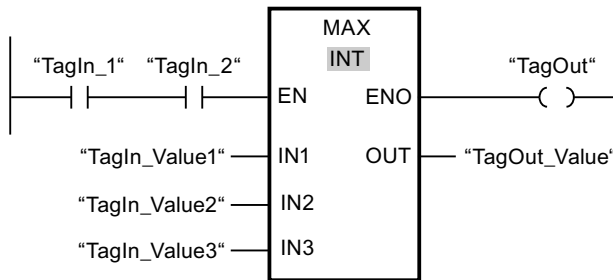 MAX
INT
“TagIn_1“ “TagIn_2“ “TagOut“
EN ENO
“TagIn_Value1“ IN1 OUT “TagOut_Value“
“TagIn_Value2“ IN2
“TagIn_Value3“ IN3